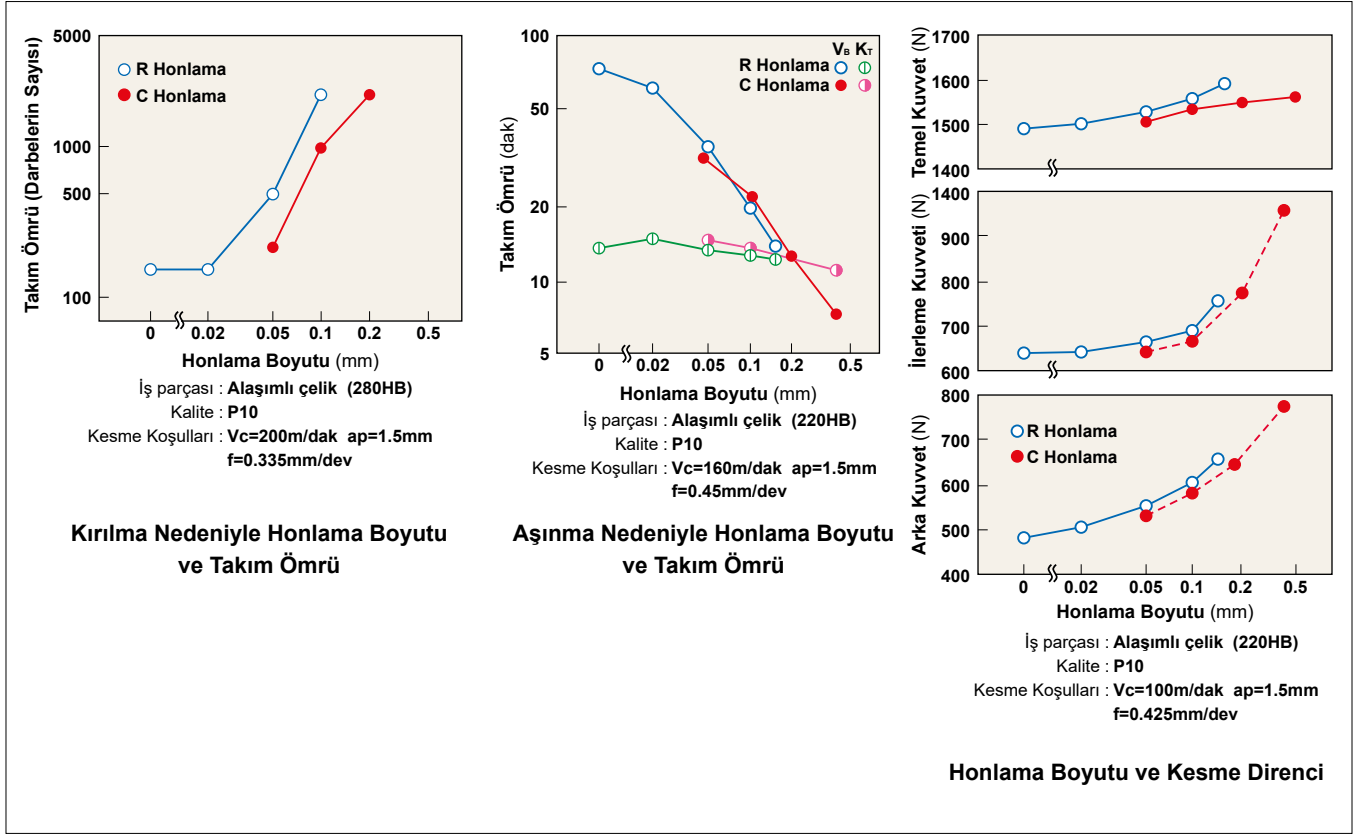 Takım Ömrü (Darbelerin Sayısı)
5000
1000
500
100
R Honlama
C Honlama
0 0.02 0.05 0.1 0.2 0.5
Honlama Boyutu (mm)
İş parçası : Alaşımlı çelik (280HB)
Kalite : P10
Kesme Koşulları : Vc=200m/dak ap=1.5mm
f=0.335mm/dev
Kırılma Nedeniyle Honlama Boyutu
ve Takım Ömrü
Takım Ömrü (dak)
100
50
20
10
5
VB KT
R Honlama
C Honlama
0 0.02 0.05 0.1 0.2 0.5
Honlama Boyutu (mm)
İş parçası : Alaşımlı çelik (220HB)
Kalite : P10
Kesme Koşulları : Vc=160m/dak ap=1.5mm
f=0.45mm/dev
Aşınma Nedeniyle Honlama Boyutu
ve Takım Ömrü
Temel Kuvvet (N)
1700
1600
1500
1400
İlerleme Kuvveti (N)
1400
900
800
700
600
Arka Kuvvet (N)
800
700
600
500
400
R Honlama
C Honlama
0 0.02 0.05 0.1 0.2 0.5
Honlama Boyutu (mm)
İş parçası : Alaşımlı çelik (220HB)
Kalite : P10
Kesme Koşulları : Vc=100m/dak ap=1.5mm
f=0.425mm/dev
Honlama Boyutu ve Kesme Direnci